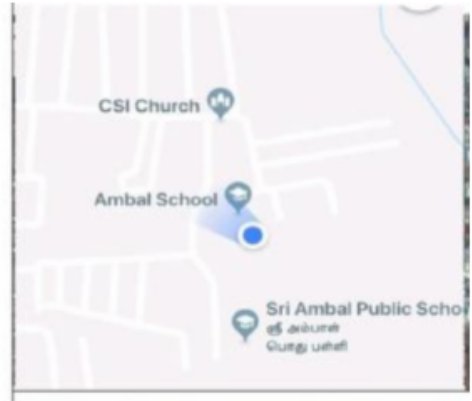 CSI Church
Ambal School
Sri Ambal Public Scho
ஸ்ரீ அம்பாள்
பொது பள்ளி